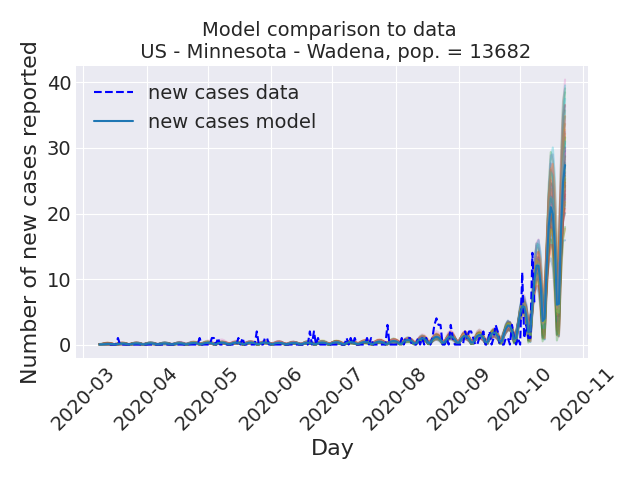 Model comparison to data
US - Minnesota - Wadena, pop. = 13682
Number of new cases reported
40
30
20
10
0
new cases data
new cases model
2020-03
2020-04
2020-05
2020-06
2020-07
2020-08
2020-09
2020-10
2020-11
Day